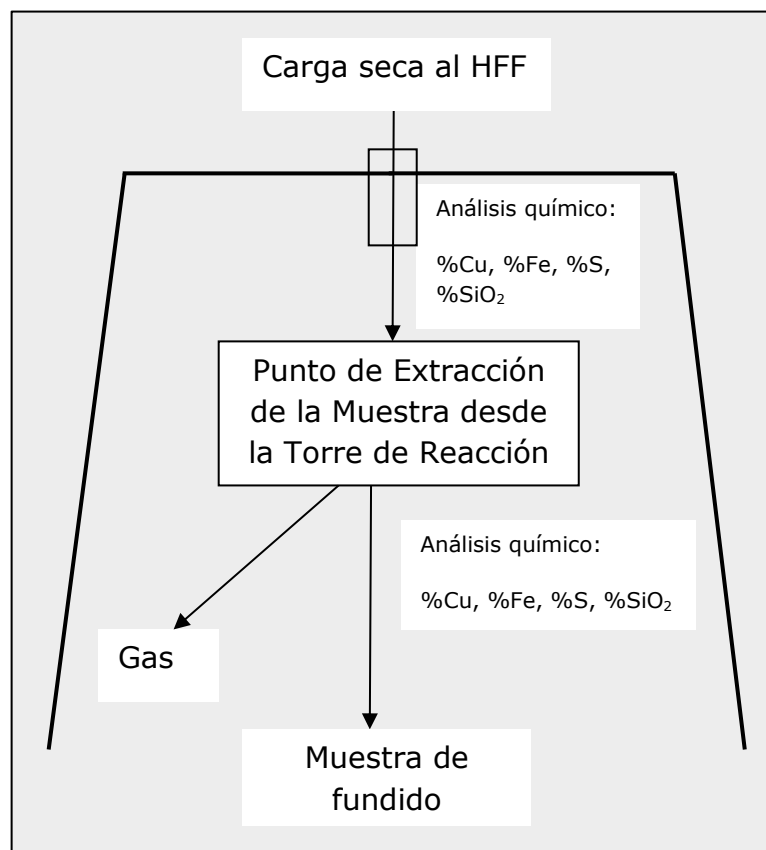 Carga seca al HFF
Análisis químico:
%Cu, %Fe, %S,
%SiO₂
Punto de Extracción
de la Muestra desde
la Torre de Reacción
Análisis químico:
%Cu, %Fe, %S, %SiO₂
Gas
Muestra de
fundido